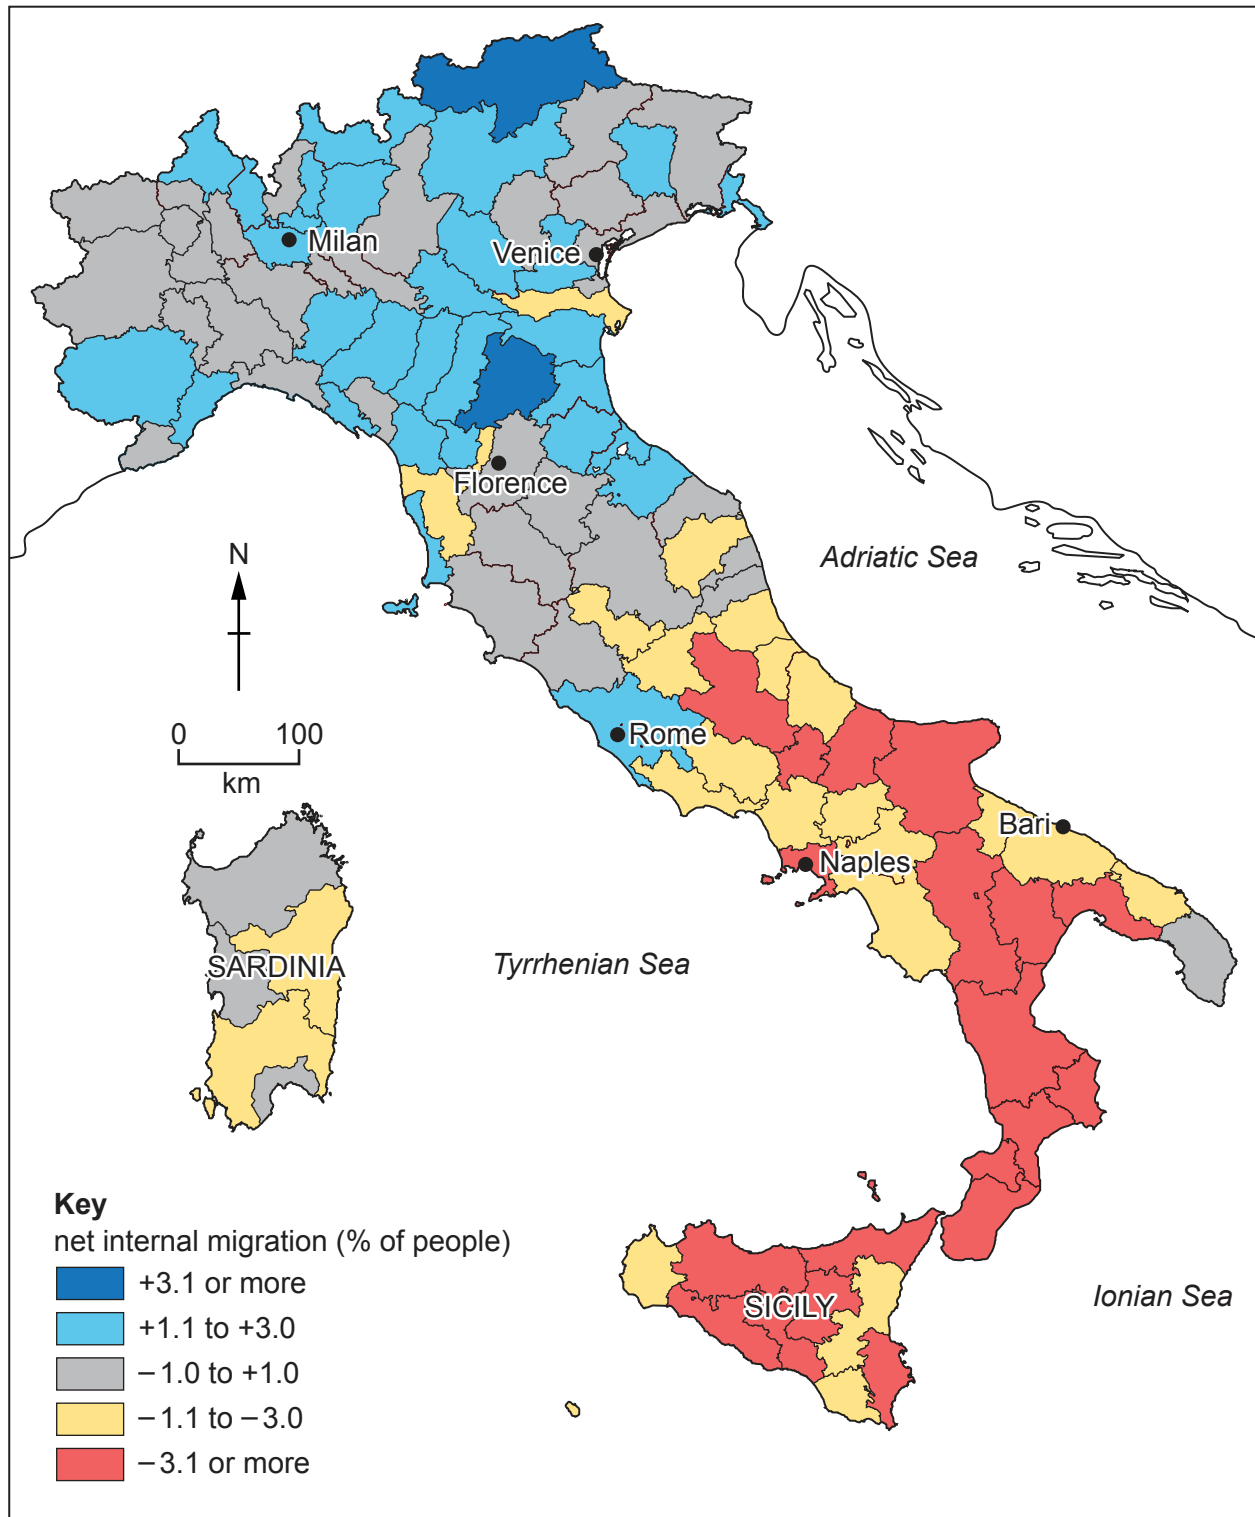 Milan
Venice
Florence
Adriatic Sea
N
0 100
km
Rome
Bari
Naples
SARDINIA
Tyrrhenian Sea
Key
net internal migration (% of people)
+3.1 or more
+1.1 to +3.0
−1.0 to +1.0
−1.1 to −3.0
−3.1 or more
SICILY
Ionian Sea